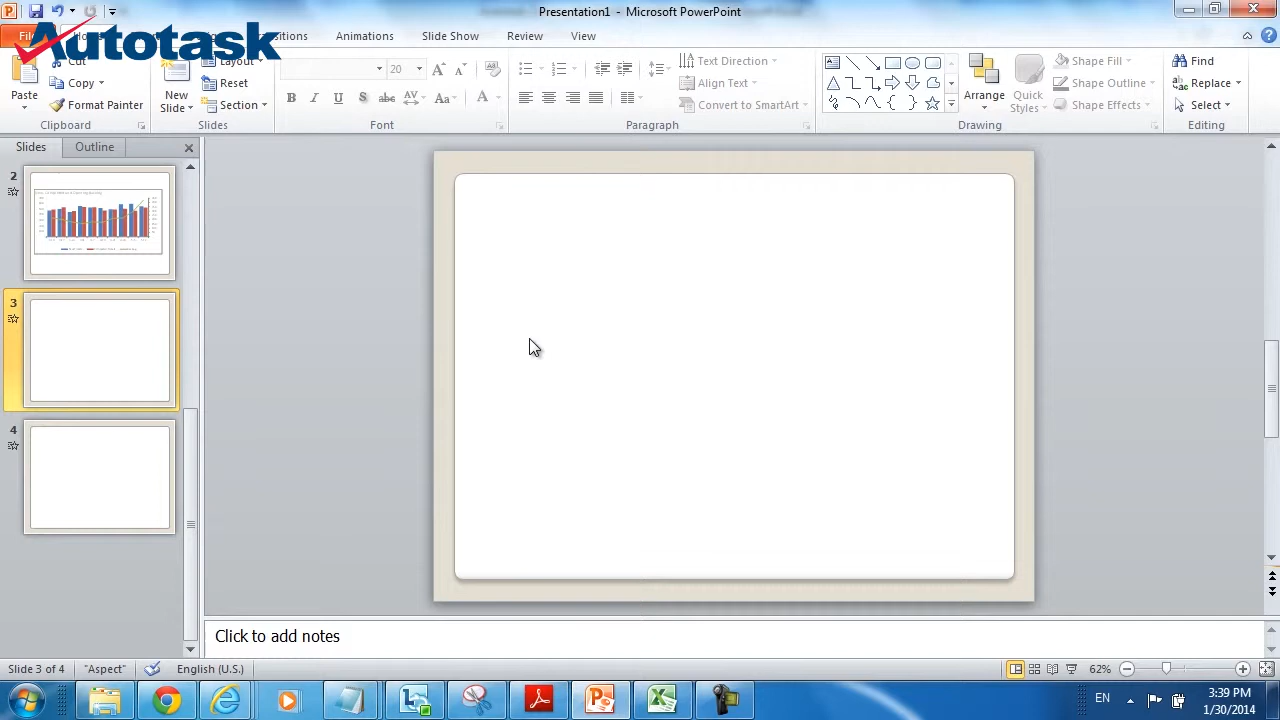 Presentation1 - Microsoft PowerPoint
Autotask
Animations
Slide Show
Review
View
Paste
Cut
Copy
Format Painter
Clipboard
New
Slide
Layout
Reset
Section
Slides
20
Font
Text Direction
Align Text
Convert to SmartArt
Paragraph
Arrange
Quick
Styles
Shape Fill
Shape Outline
Shape Effects
Drawing
Find
Replace
Select
Editing
Slides
Outline
2
3
4
Click to add notes
Slide 3 of 4
"Aspect"
English (U.S.)
62%
EN
3:39 PM
1/30/2014